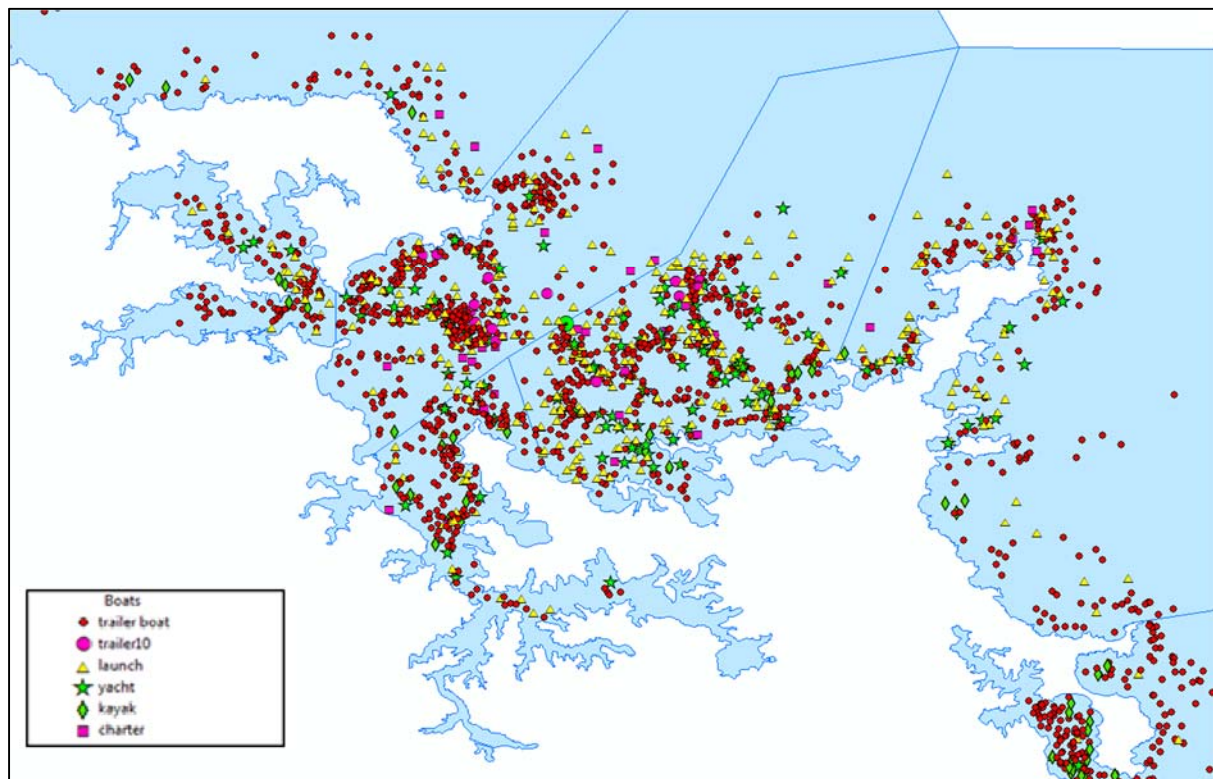 Boats
trailer boat
trailer10
launch
yacht
kayak
charter